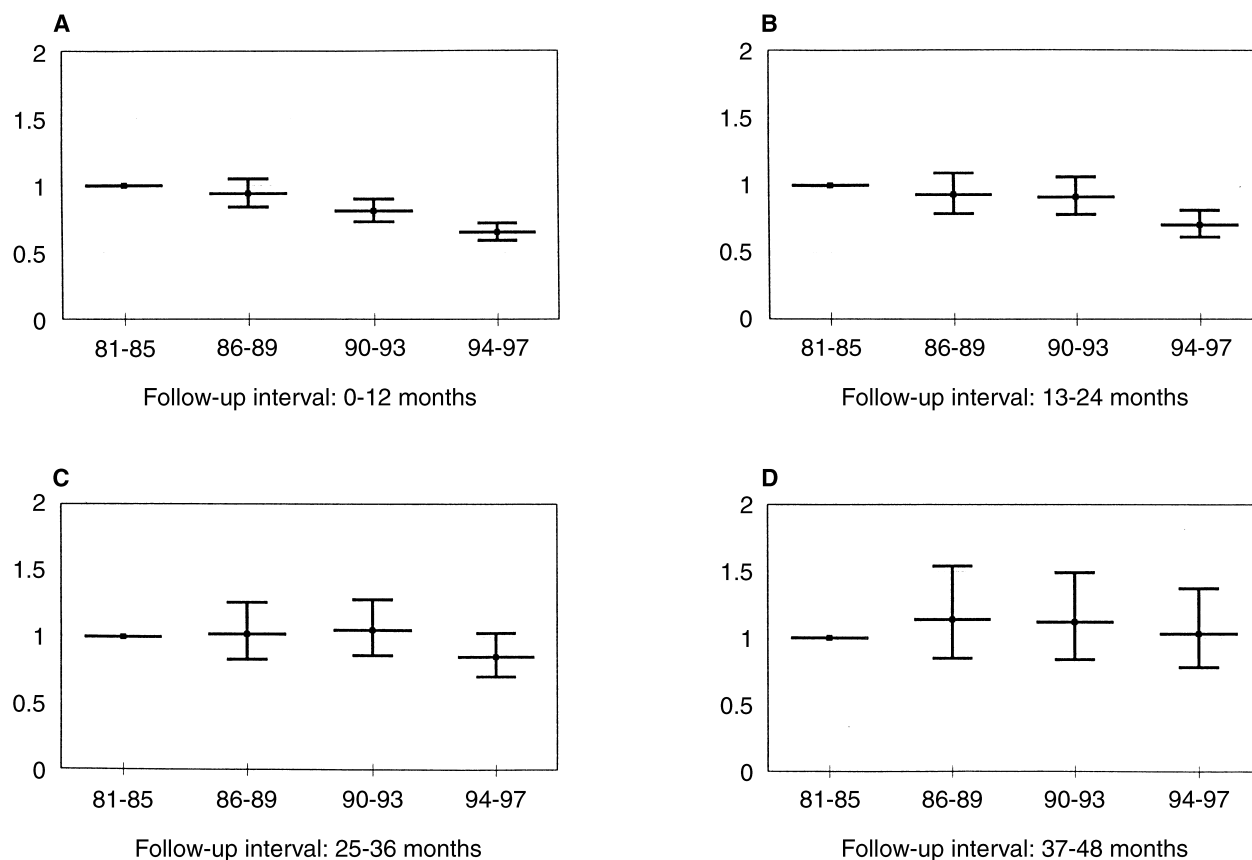 A
2
1.5
1
0.5
0
81-85 86-89 90-93 94-97
Follow-up interval: 0-12 months
B
2
1.5
1
0.5
0
81-85 86-89 90-93 94-97
Follow-up interval: 13-24 months
C
2
1.5
1
0.5
0
81-85 86-89 90-93 94-97
Follow-up interval: 25-36 months
D
2
1.5
1
0.5
0
81-85 86-89 90-93 94-97
Follow-up interval: 37-48 months